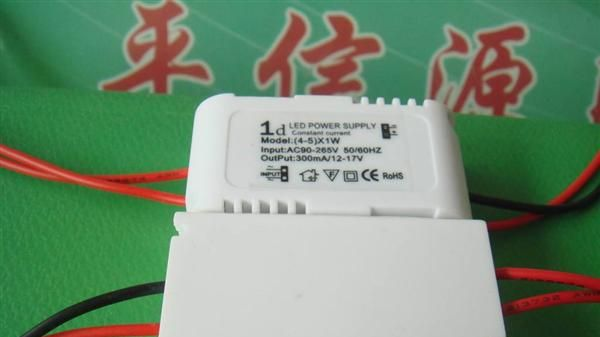 来信源
1d LED POWER SUPPLY
Constant current
Model:(4-5)X1W
Input:AC90-265V 50/60HZ
OutPut:300mA/12-17V
INPUT
F
CE RoHS